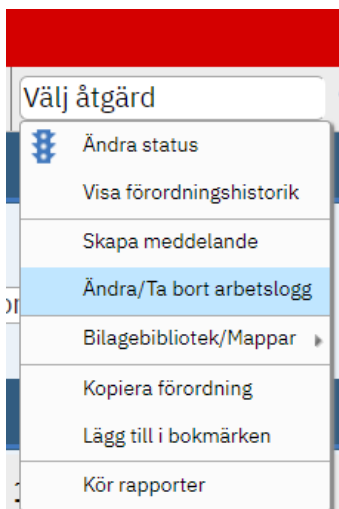 Välj åtgärd
Ändra status
Visa förordningshistorik
Skapa meddelande
Ändra/Ta bort arbetslogg
Bilagebibliotek/Mappar
Kopiera förordning
Lägg till i bokmärken
Kör rapporter